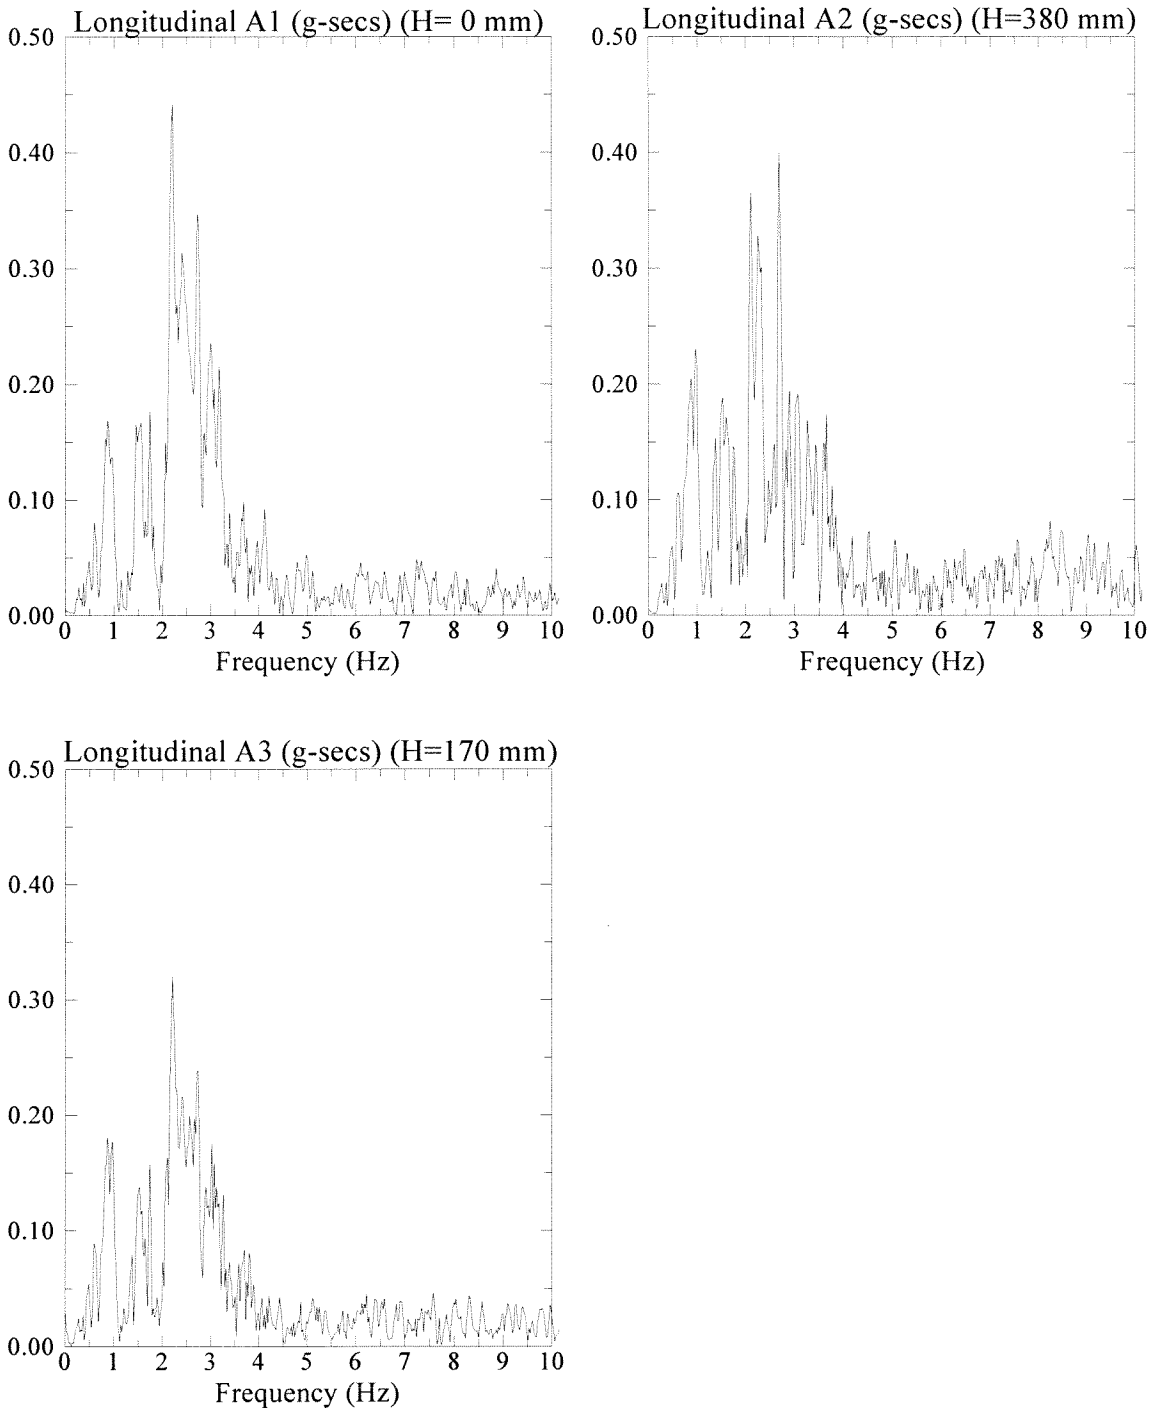 Longitudinal A1 (g-secs) (H= 0 mm)
0.50
0.40
0.30
0.20
0.10
0.00
0 1 2 3 4 5 6 7 8 9 10
Frequency (Hz)
Longitudinal A2 (g-secs) (H=380 mm)
0.50
0.40
0.30
0.20
0.10
0.00
0 1 2 3 4 5 6 7 8 9 10
Frequency (Hz)
Longitudinal A3 (g-secs) (H=170 mm)
0.50
0.40
0.30
0.20
0.10
0.00
0 1 2 3 4 5 6 7 8 9 10
Frequency (Hz)